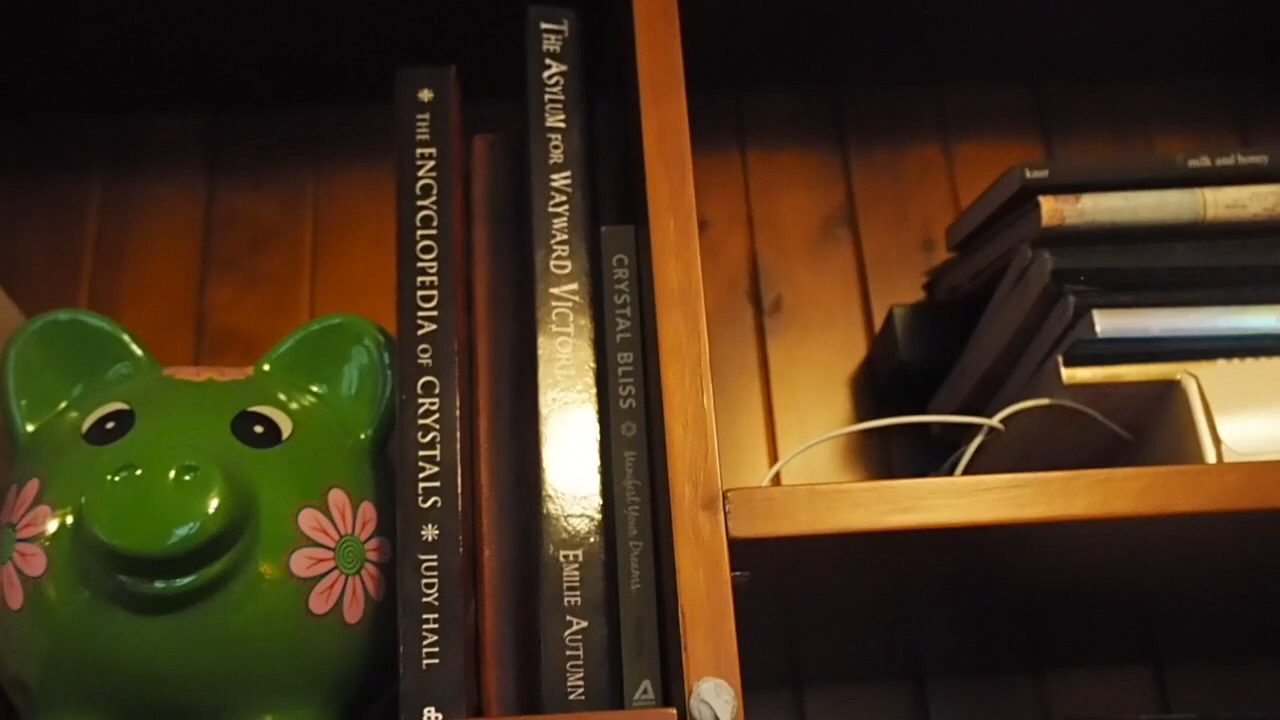 * THE ENCYCLOPEDIA OF CRYSTALS * JUDY HALL
THE ASYLUM FOR WAYWARD VICTORI EMILIE AUTUMN
CRYSTAL BLISS Manifest Your Dreams
kaur milk and honey